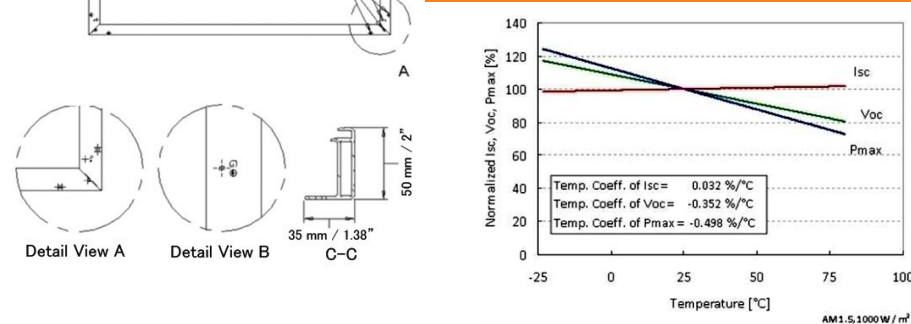 A
Detail View A
B
G
Detail View B
50 mm / 2”
35 mm / 1.38”
C-C
Normalized Isc, Voc, Pmax [%]
140
120
100
80
60
40
20
0
Isc
Voc
Pmax
Temp. Coeff. of Isc= 0.032 %/°C
Temp. Coeff. of Voc= -0.352 %/°C
Temp. Coeff. of Pmax = -0.498 %/°C
-25 0 25 50 75 100
Temperature [°C]
AM1.5,1000W/m²